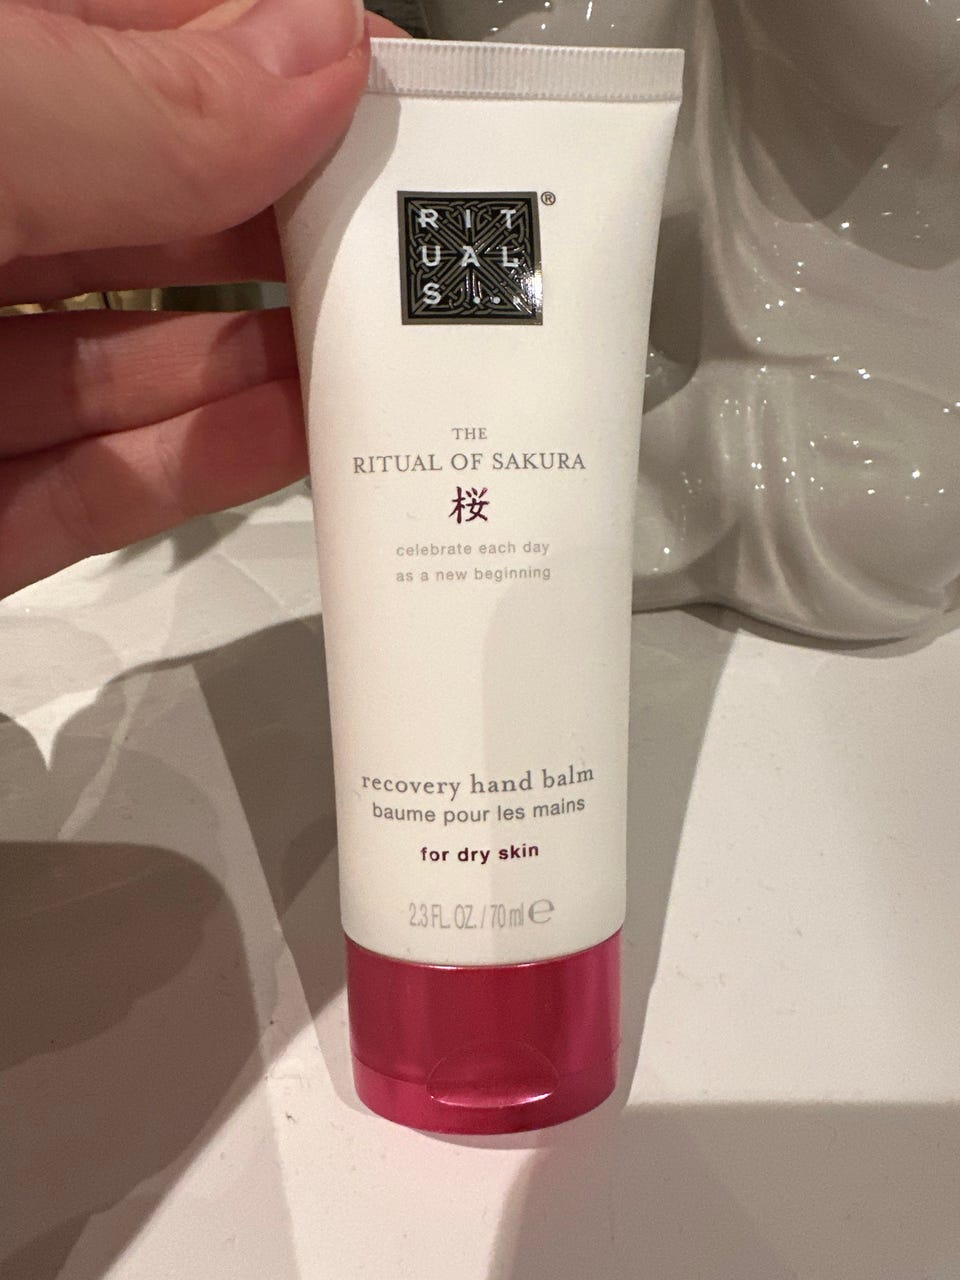 RIT
UAL
S...
®
THE
RITUAL OF SAKURA
桜
celebrate each day
as a new beginning
recovery hand balm
baume pour les mains
for dry skin
2.3 FL. OZ. / 70 ml ℮